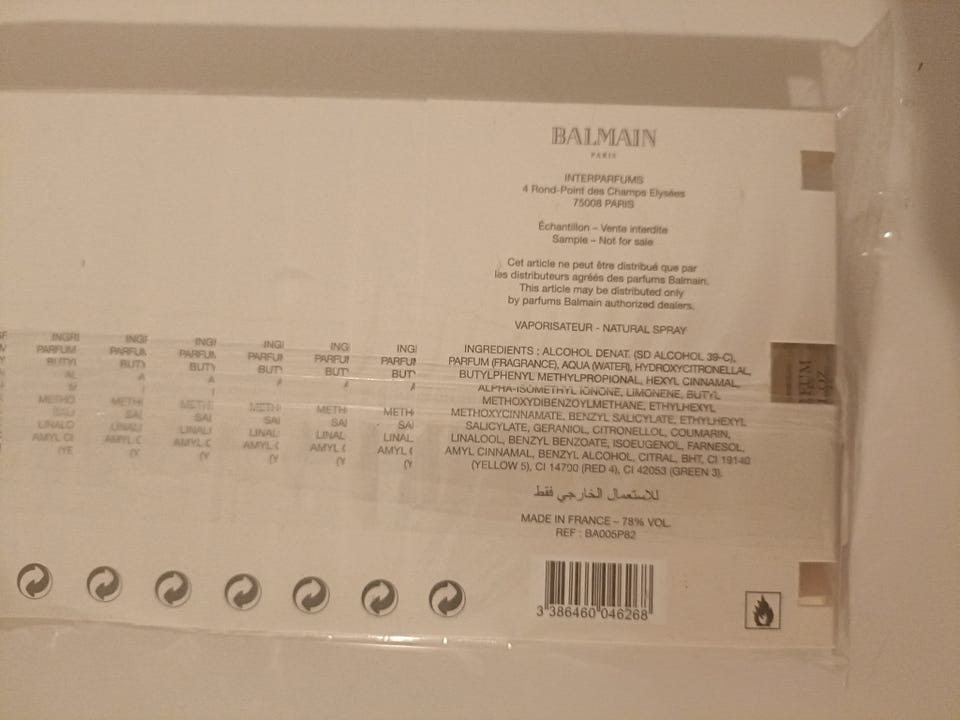 BALMAIN
PARIS
INTERPARFUMS
4 Rond-Point des Champs Elysées
75008 PARIS
Échantillon – Vente interdite
Sample – Not for sale
Cet article ne peut être distribué que par
les distributeurs agréés des parfums Balmain.
This article may be distributed only
by parfums Balmain authorized dealers.
VAPORISATEUR - NATURAL SPRAY
INGREDIENTS : ALCOHOL DENAT. (SD ALCOHOL 39-C),
PARFUM (FRAGRANCE), AQUA (WATER), HYDROXYCITRONELLAL,
BUTYLPHENYL METHYLPROPIONAL, HEXYL CINNAMAL,
ALPHA-ISOMETHYL IONONE, LIMONENE, BUTYL
METHOXYDIBENZOYLMETHANE, ETHYLHEXYL
METHOXYCINNAMATE, BENZYL SALICYLATE, ETHYLHEXYL
SALICYLATE, GERANIOL, CITRONELLOL, COUMARIN,
LINALOOL, BENZYL BENZOATE, ISOEUGENOL, FARNESOL,
AMYL CINNAMAL, BENZYL ALCOHOL, CITRAL, BHT, CI 19140
(YELLOW 5), CI 14700 (RED 4), CI 42053 (GREEN 3).
للاستعمال الخارجي فقط
MADE IN FRANCE – 78% VOL.
REF : BA005P82
3 386460 046268